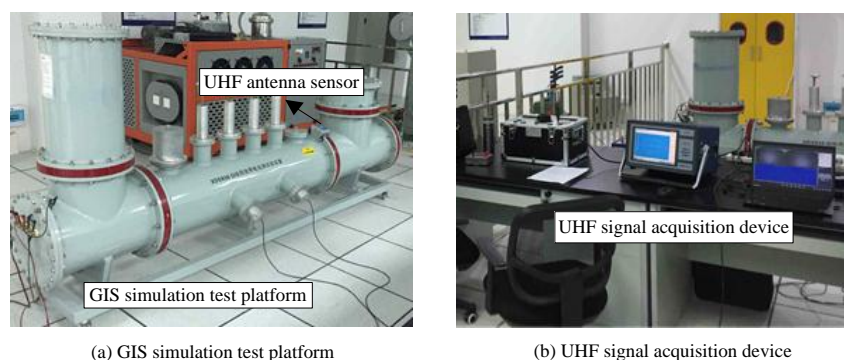 UHF antenna sensor
GIS simulation test platform
UHF signal acquisition device
(a) GIS simulation test platform
(b) UHF signal acquisition device